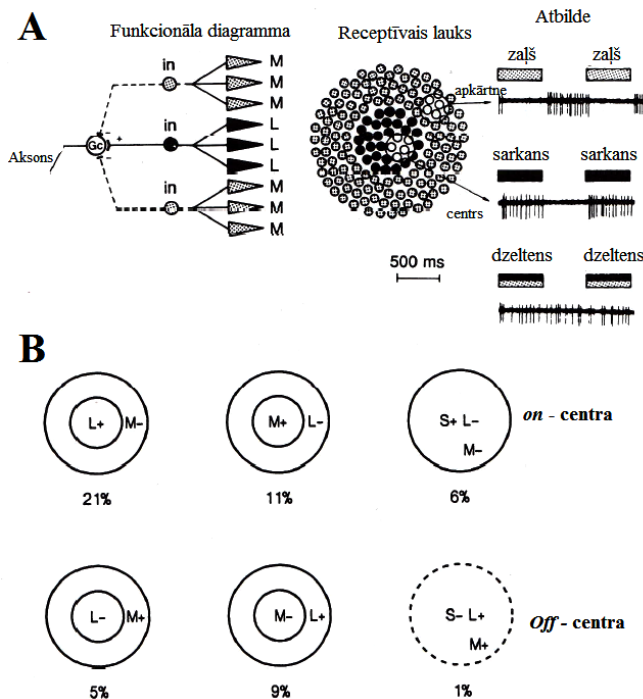 A
Funkcionāla diagramma
Receptīvais lauks
Atbilde
in
M
M
M
in
L
L
L
in
M
M
M
Aksons
Gc
+
apkārtne
centrs
500 ms
zaļš zaļš
sarkans sarkans
dzeltens dzeltens
B
L+ M−
21%
M+ L−
11%
S+ L−
M−
6%
on - centra
L− M+
5%
M− L+
9%
S− L+
M+
1%
Off - centra